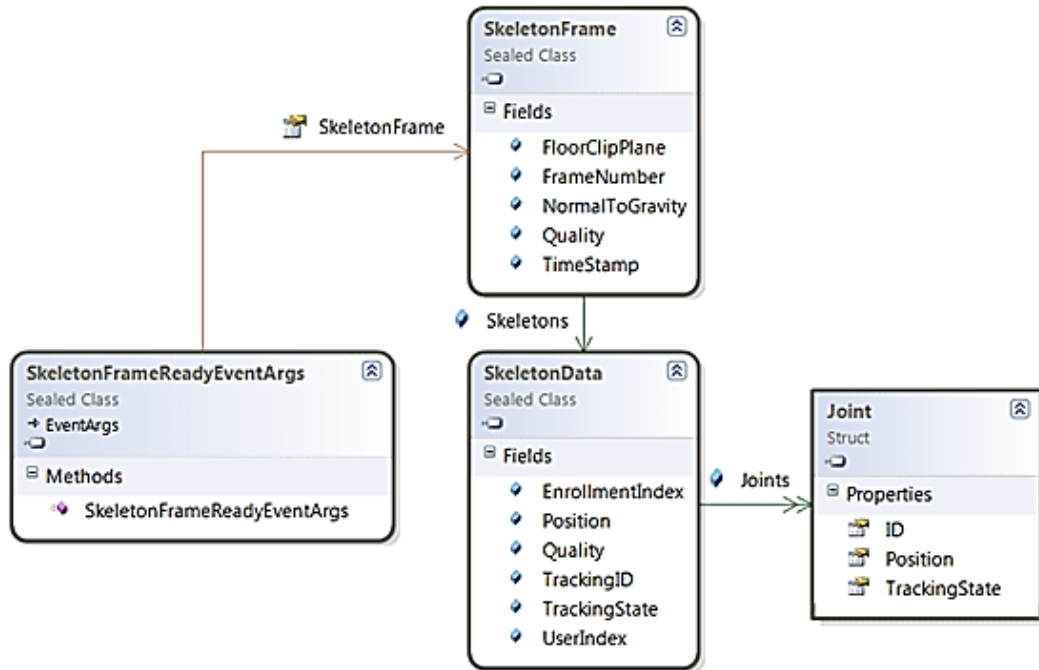 SkeletonFrame
Sealed Class
Fields
FloorClipPlane
FrameNumber
NormalToGravity
Quality
TimeStamp
SkeletonFrame
Skeletons
SkeletonFrameReadyEventArgs
Sealed Class
EventArgs
Methods
SkeletonFrameReadyEventArgs
SkeletonData
Sealed Class
Fields
EnrollmentIndex
Position
Quality
TrackingID
TrackingState
UserIndex
Joints
Joint
Struct
Properties
ID
Position
TrackingState